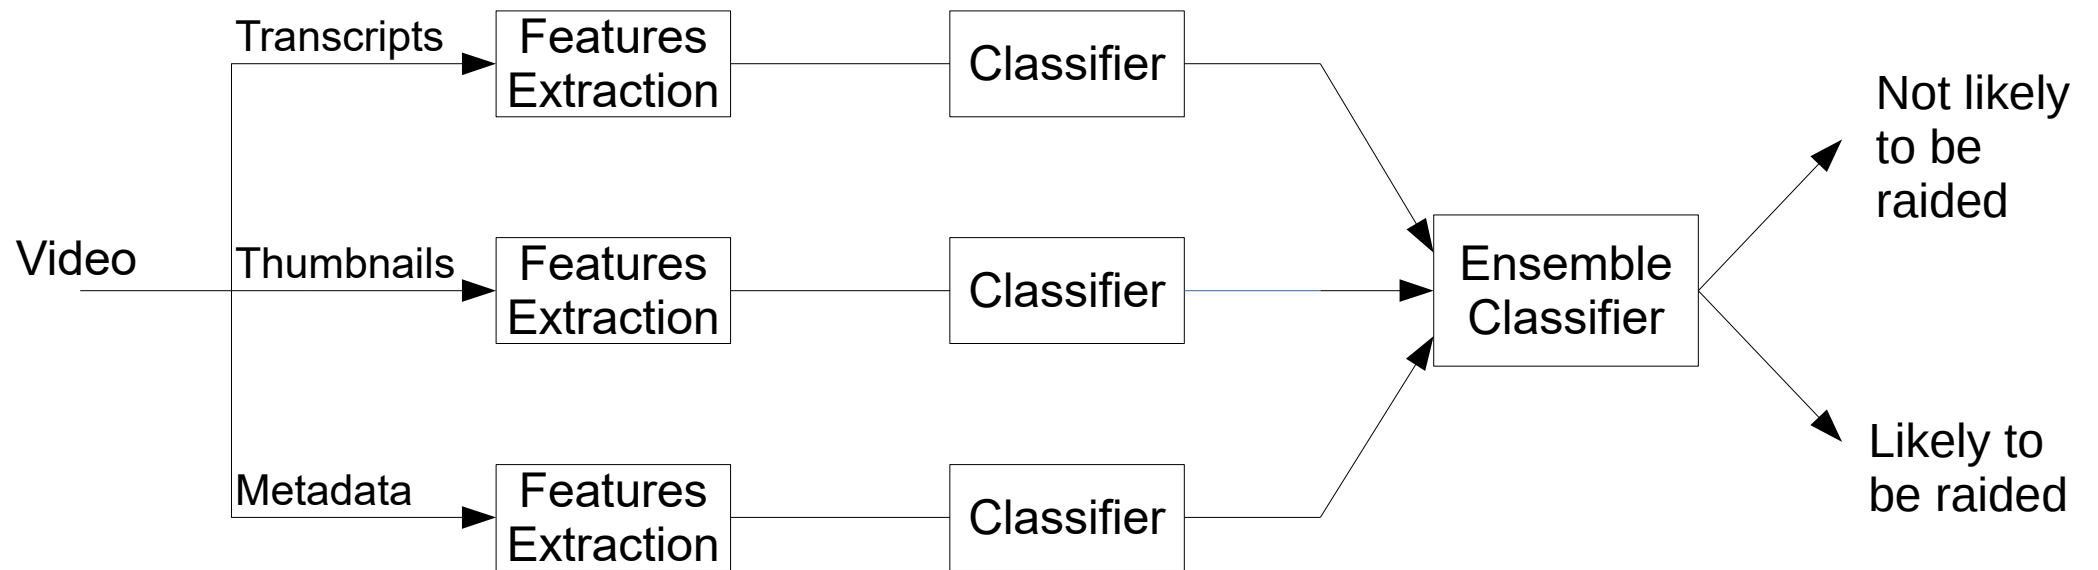 Transcripts
Features
Extraction
Classifier
Not likely
to be
raided
Video
Thumbnails
Features
Extraction
Classifier
Ensemble
Classifier
Metadata
Features
Extraction
Classifier
Likely to
be raided